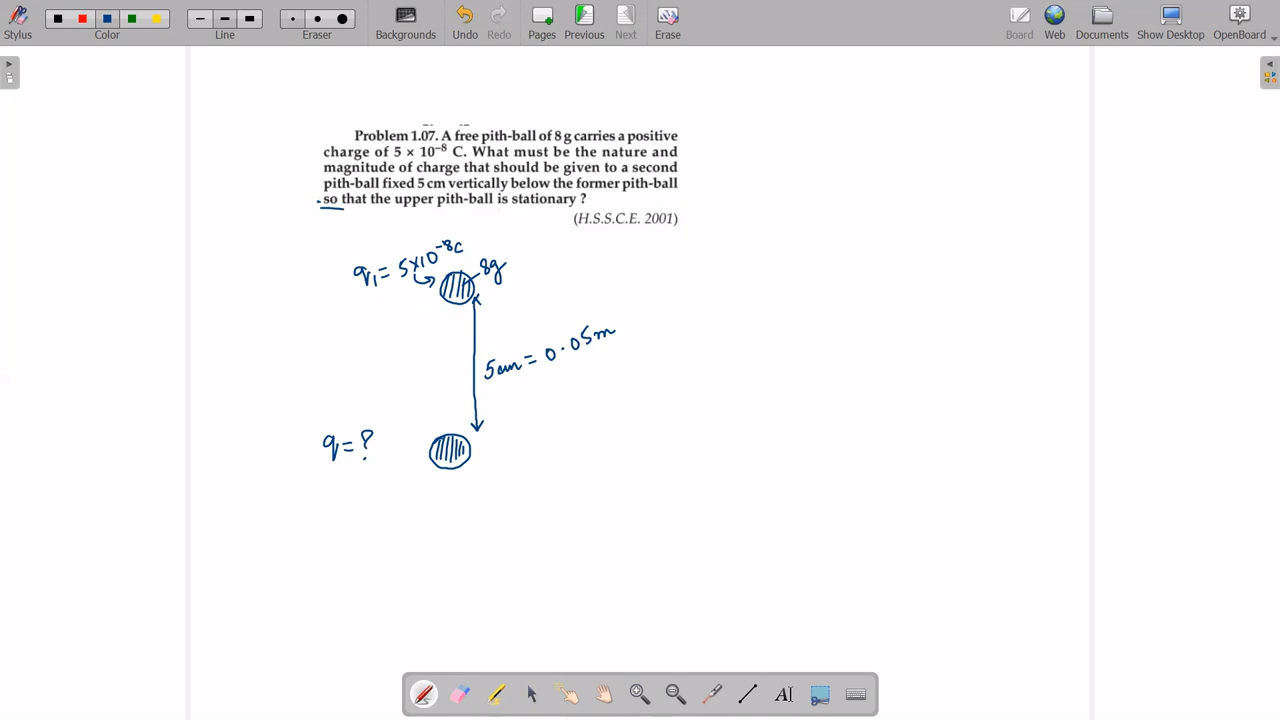 Stylus
Color
Line
Eraser
Backgrounds
Undo
Redo
Pages
Previous
Next
Erase
Board
Web
Documents
Show Desktop
OpenBoard
Problem 1.07. A free pith-ball of 8 g carries a positive
charge of 5 × 10⁻⁸ C. What must be the nature and
magnitude of charge that should be given to a second
pith-ball fixed 5 cm vertically below the former pith-ball
so that the upper pith-ball is stationary ?
(H.S.S.C.E. 2001)
q₁ = 5×10⁻⁸C
8g
5cm = 0.05m
q = ?
AI